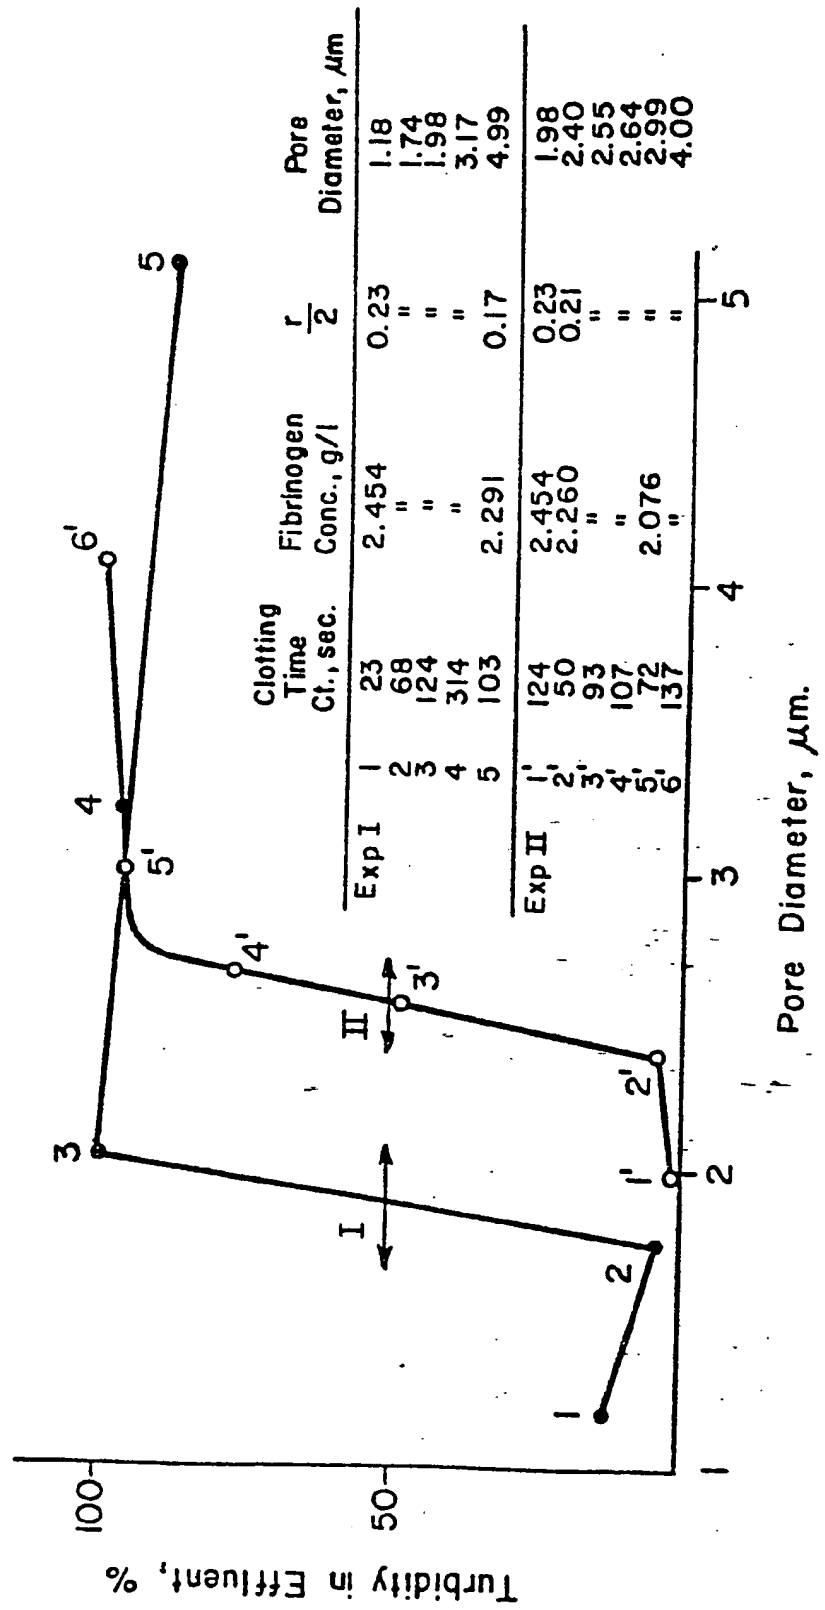 Turbidity in Effluent, %
100
50
1
2
3
4
5
Pore Diameter, μm.
1
2
3
4
5
I
1'
2'
3'
4'
5'
6'
II
Clotting Time Ct., sec. Fibrinogen Conc., g/l r/2 Pore Diameter, μm
Exp I 1 23 2.454 0.23 1.18
2 68 " " 1.74
3 124 " " 1.98
4 314 " " 3.17
5 103 2.291 0.17 4.99
Exp II 1' 124 2.454 0.23 1.98
2' 50 2.260 0.21 2.40
3' 93 " " 2.55
4' 107 " " 2.64
5' 72 2.076 " 2.99
6' 137 " " 4.00